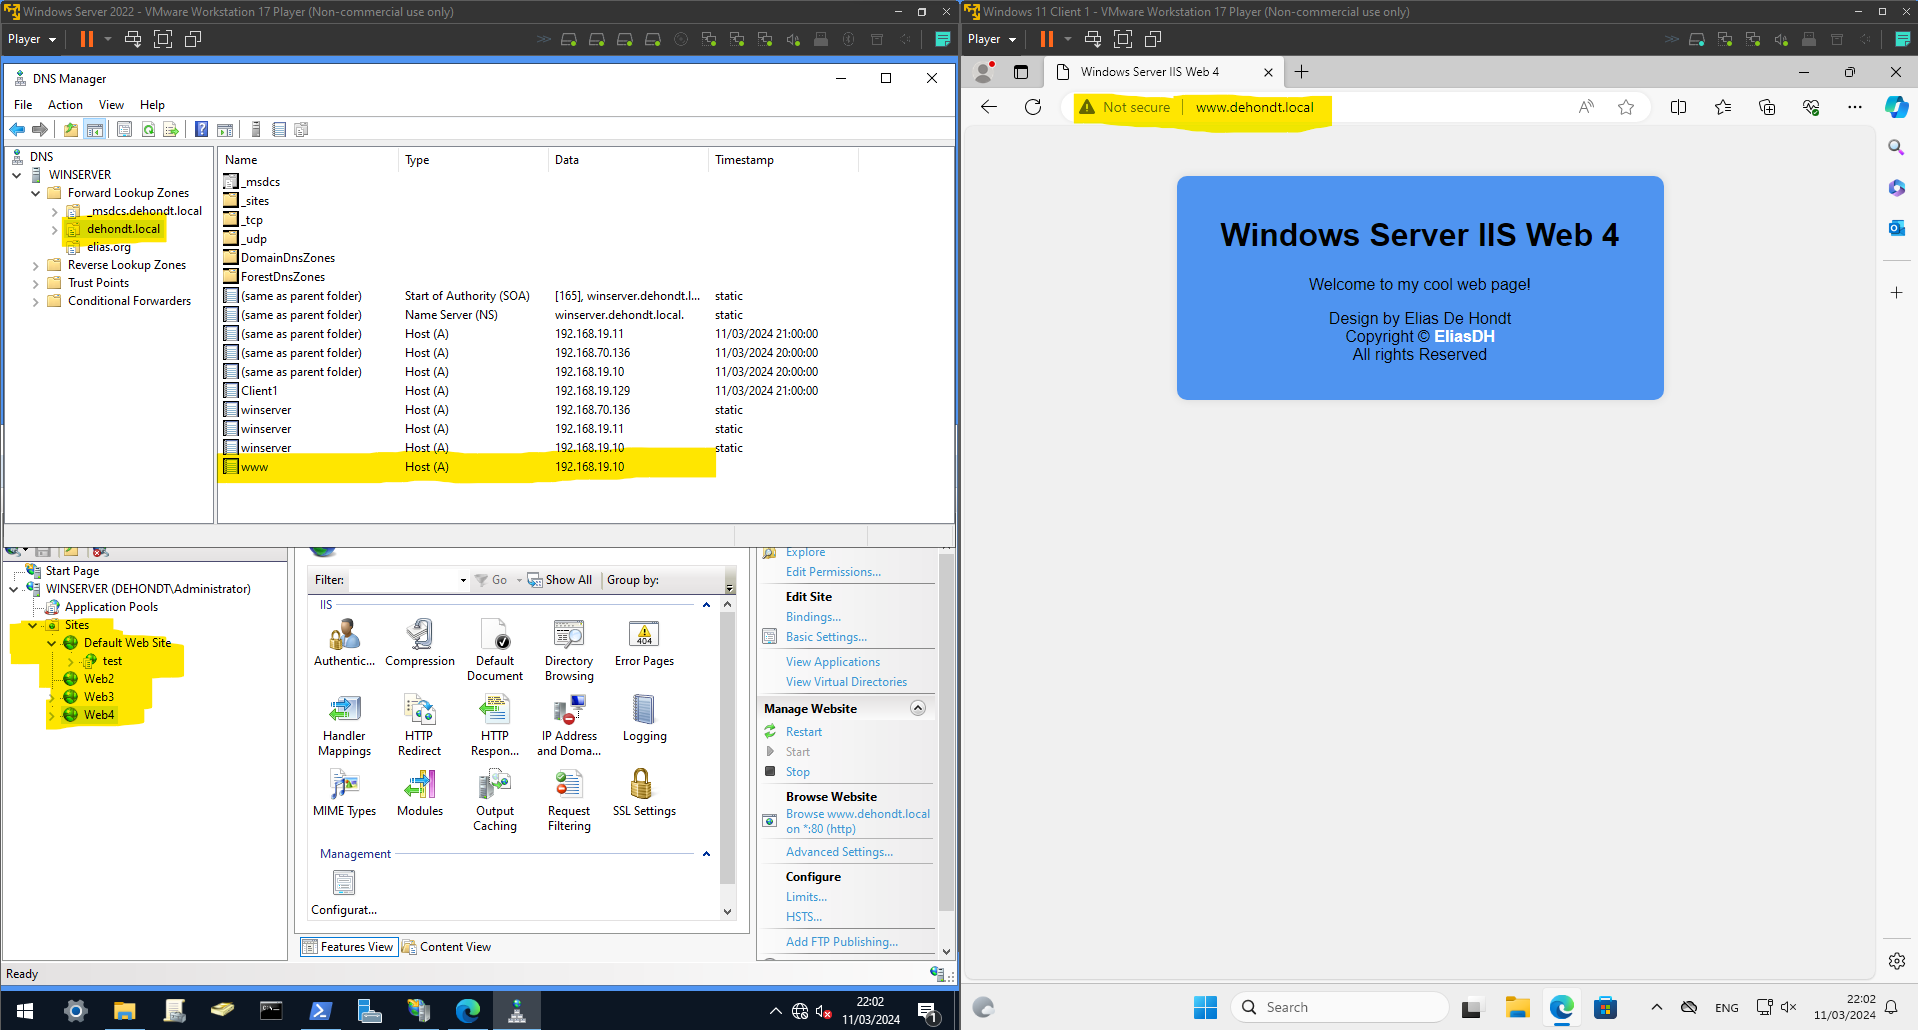 Windows Server 2022 - VMware Workstation 17 Player (Non-commercial use only)
Player
DNS Manager
File Action View Help
DNS
WINSERVER
Forward Lookup Zones
_msdcs.dehondt.local
dehondt.local
elias.org
Reverse Lookup Zones
Trust Points
Conditional Forwarders
Name Type Data Timestamp
_msdcs
_sites
_tcp
_udp
DomainDnsZones
ForestDnsZones
(same as parent folder) Start of Authority (SOA) [165], winserver.dehondt.l... static
(same as parent folder) Name Server (NS) winserver.dehondt.local. static
(same as parent folder) Host (A) 192.168.19.11 11/03/2024 21:00:00
(same as parent folder) Host (A) 192.168.70.136 11/03/2024 20:00:00
(same as parent folder) Host (A) 192.168.19.10 11/03/2024 20:00:00
Client1 Host (A) 192.168.19.129 11/03/2024 21:00:00
winserver Host (A) 192.168.70.136 static
winserver Host (A) 192.168.19.11 static
winserver Host (A) 192.168.19.10 static
www Host (A) 192.168.19.10
Start Page
WINSERVER (DEHONDT\Administrator)
Application Pools
Sites
Default Web Site
test
Web2
Web3
Web4
Filter: Go Show All Group by:
IIS
Authentic... Compression Default Document Directory Browsing Error Pages
404
Handler Mappings HTTP Redirect HTTP Respon... IP Address and Doma... Logging
MIME Types Modules Output Caching Request Filtering SSL Settings
Management
Configurat...
Features View Content View
Explore
Edit Permissions...
Edit Site
Bindings...
Basic Settings...
View Applications
View Virtual Directories
Manage Website
Restart
Start
Stop
Browse Website
Browse www.dehondt.local
on *:80 (http)
Advanced Settings...
Configure
Limits...
HSTS...
Add FTP Publishing...
Ready
22:02
11/03/2024
1
Windows 11 Client 1 - VMware Workstation 17 Player (Non-commercial use only)
Player
Windows Server IIS Web 4
Not secure www.dehondt.local
Windows Server IIS Web 4
Welcome to my cool web page!
Design by Elias De Hondt
Copyright © EliasDH
All rights Reserved
Search
ENG
22:02
11/03/2024